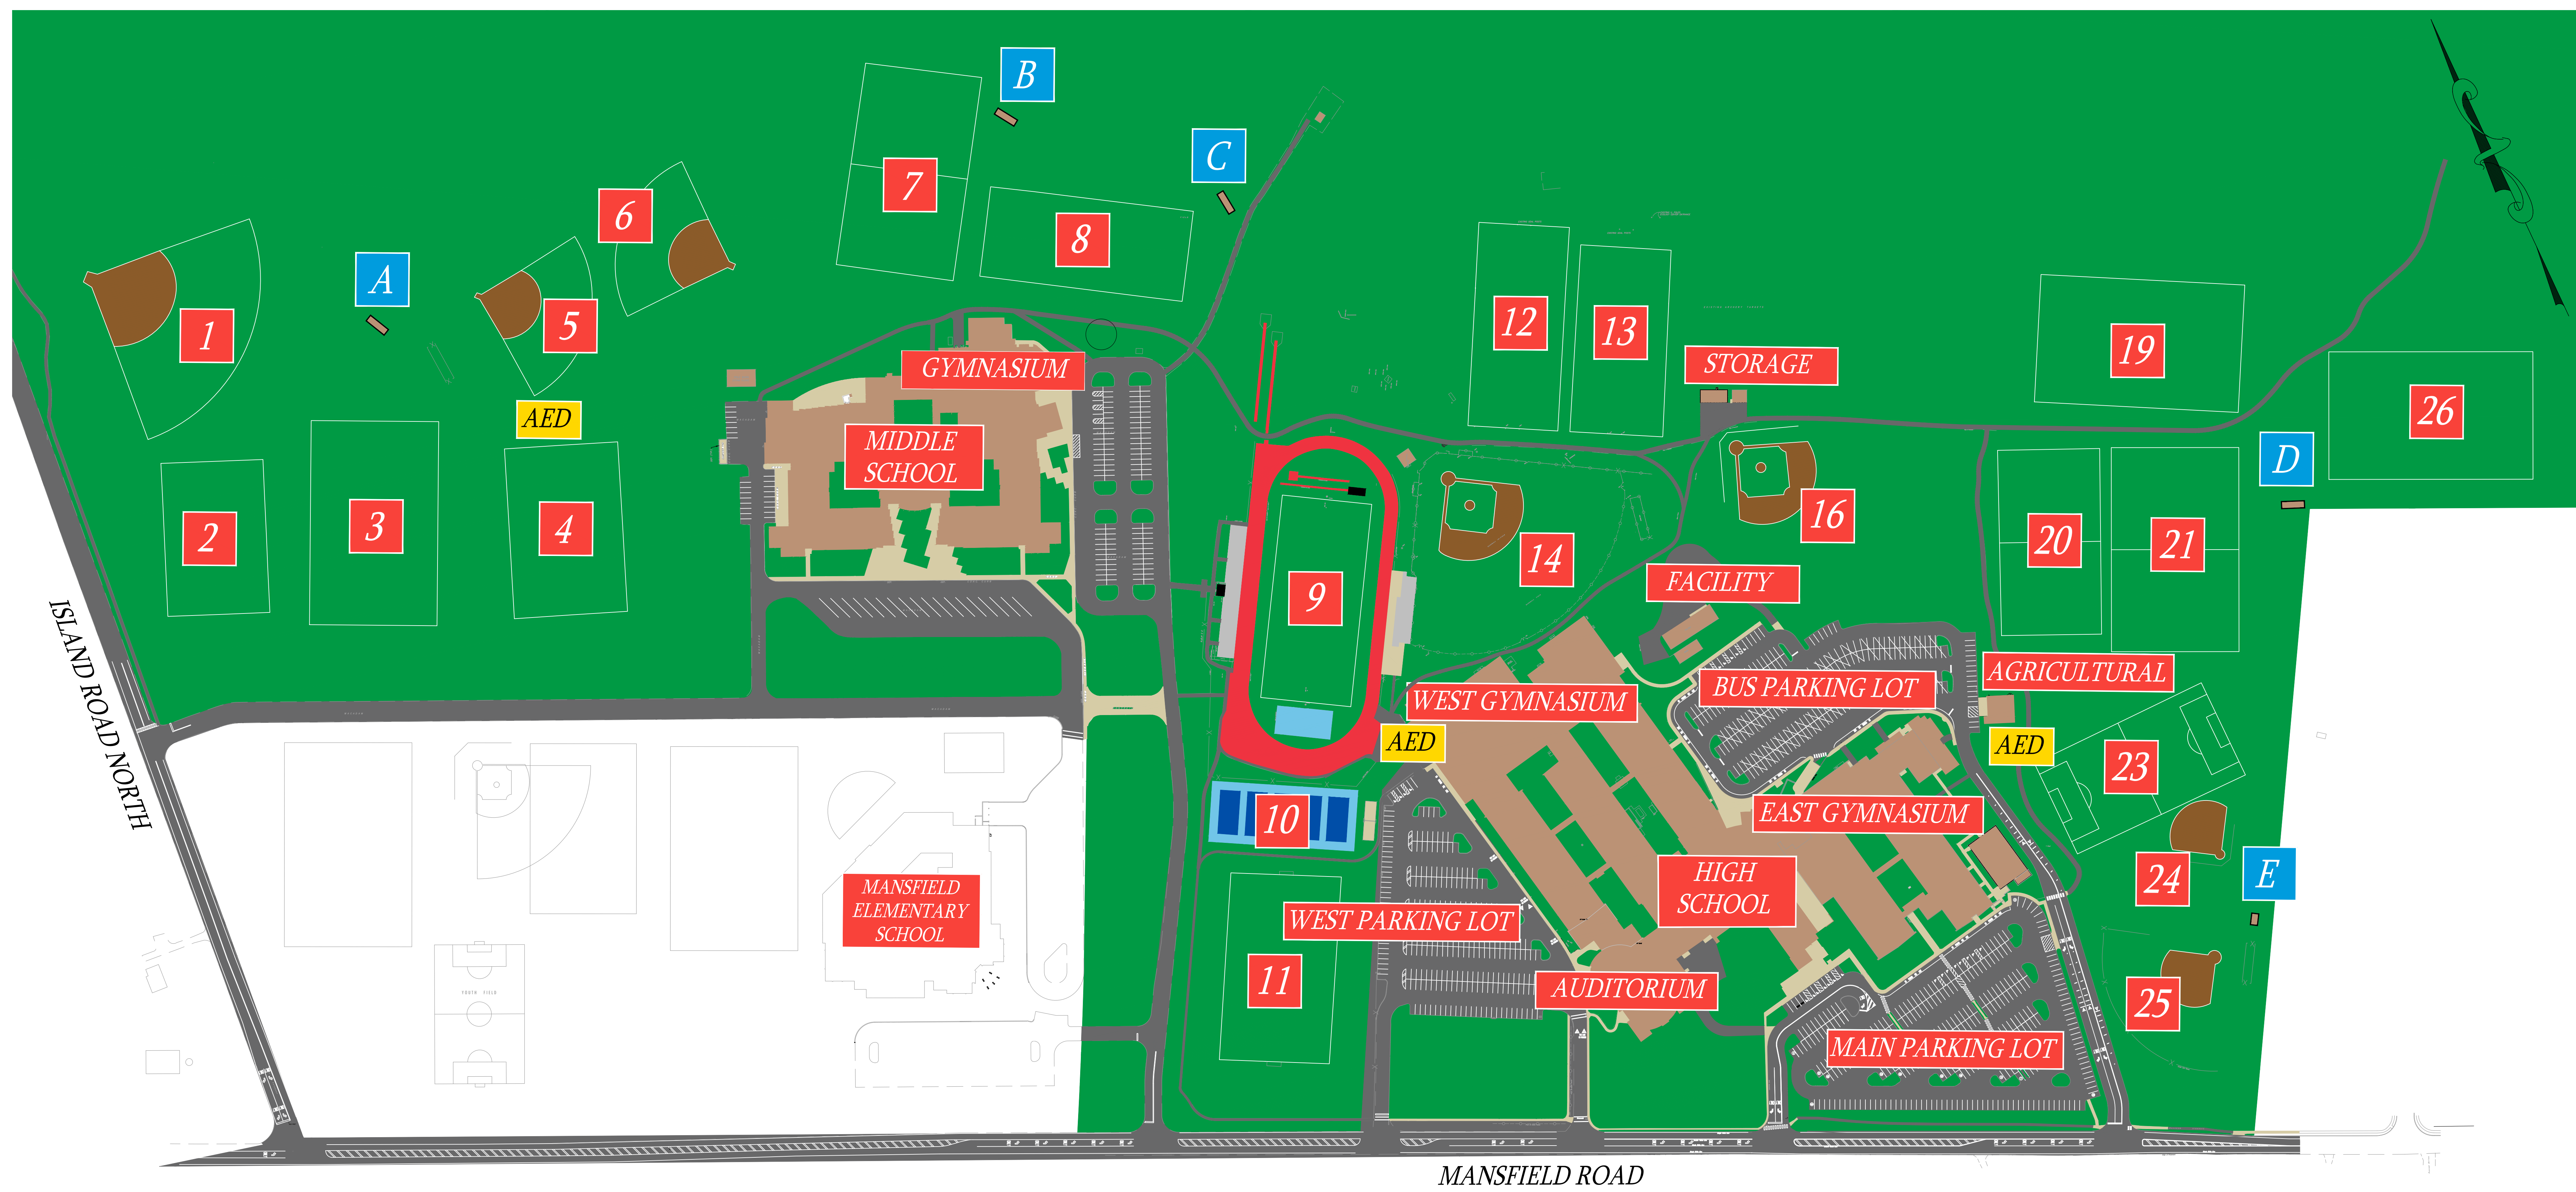 B
C
7
6
8
A
1
5
12
13
STORAGE
19
GYMNASIUM
26
AED
MIDDLE
SCHOOL
D
2
3
4
9
14
16
20
21
FACILITY
ISLAND ROAD NORTH
WEST GYMNASIUM
BUS PARKING LOT
AGRICULTURAL
AED
AED
23
10
EAST GYMNASIUM
HIGH
SCHOOL
24
E
MANSFIELD
ELEMENTARY
SCHOOL
WEST PARKING LOT
11
AUDITORIUM
25
YOUTH FIELD
MAIN PARKING LOT
MANSFIELD ROAD